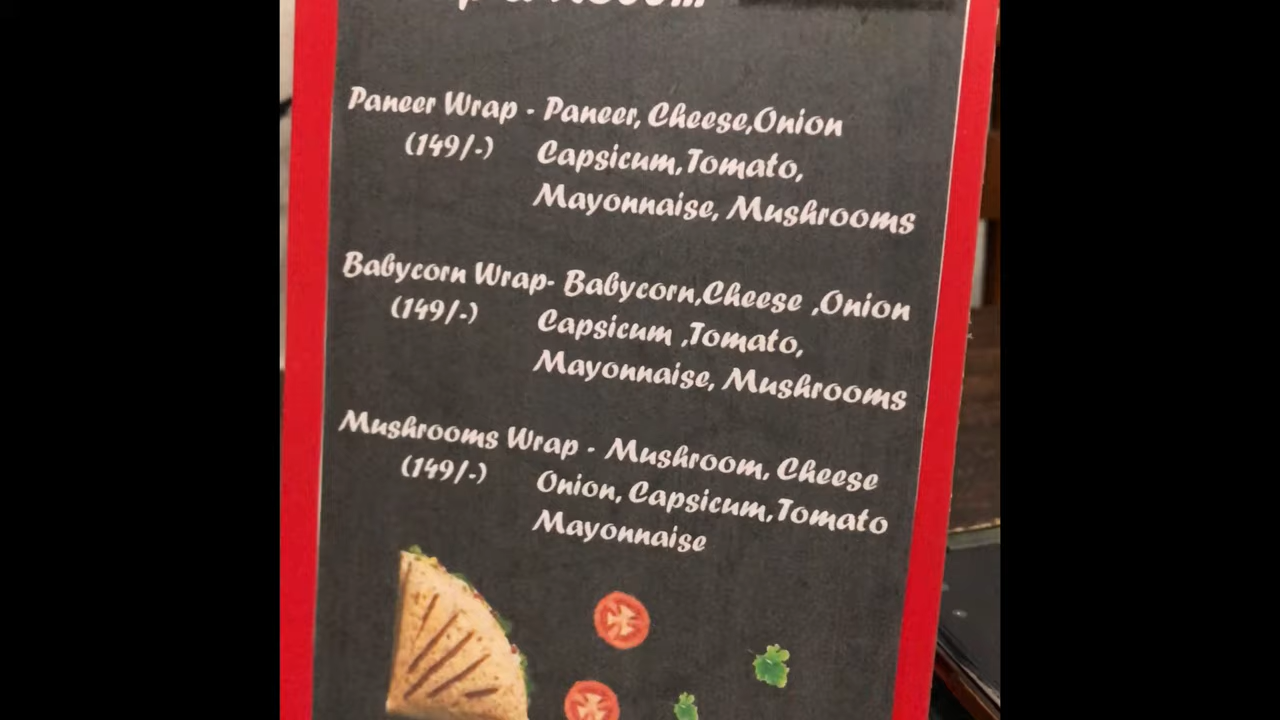 Paneer Wrap - Paneer, Cheese,Onion
(149/-) Capsicum,Tomato,
Mayonnaise, Mushrooms
Babycorn Wrap- Babycorn,Cheese ,Onion
(149/-) Capsicum ,Tomato,
Mayonnaise, Mushrooms
Mushrooms Wrap - Mushroom, Cheese
(149/-) Onion, Capsicum,Tomato
Mayonnaise